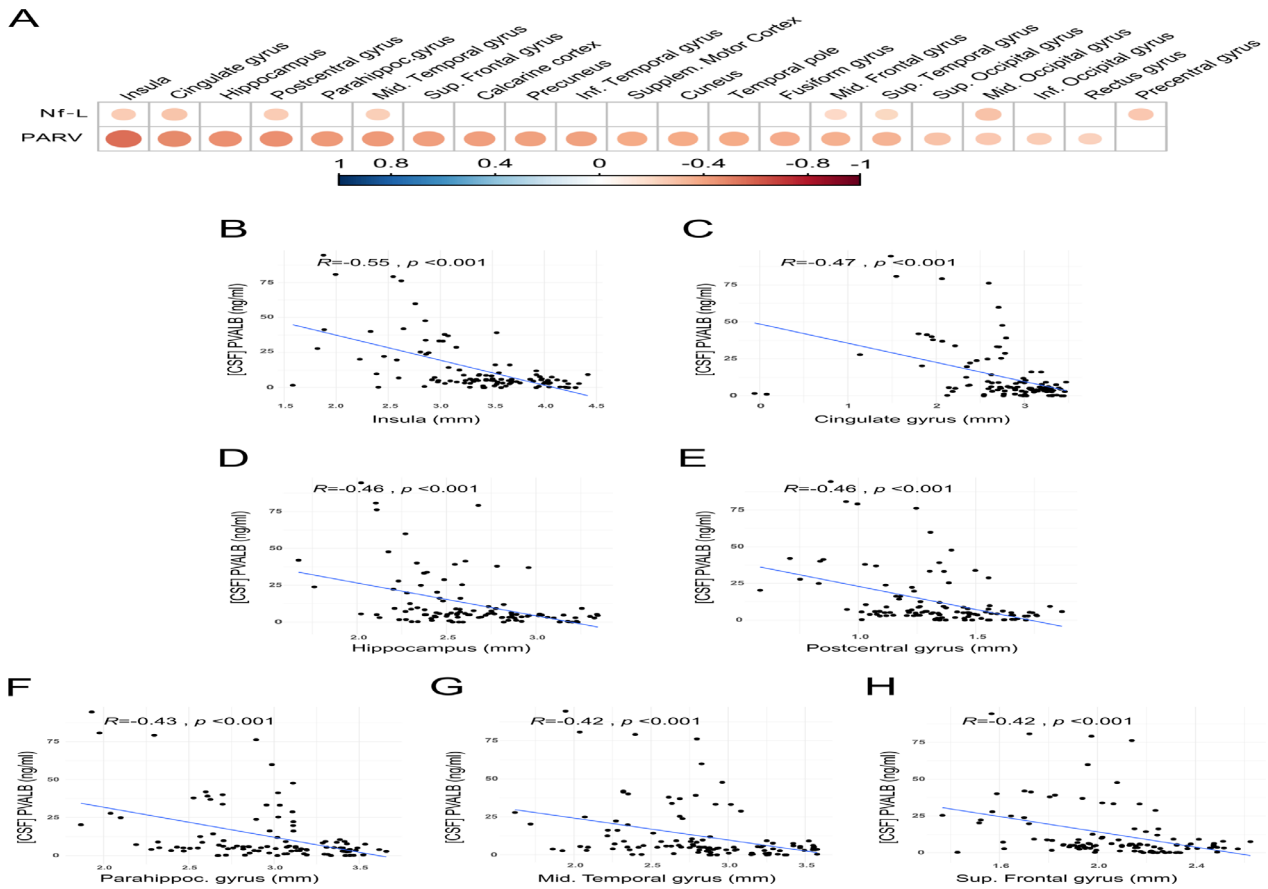 A
Insula
Cingulate gyrus
Hippocampus
Postcentral gyrus
Parahippoc.gyrus
Mid. Temporal gyrus
Sup. Frontal gyrus
Calcarine cortex
Precuneus
Inf. Temporal gyrus
Supplem. Motor Cortex
Cuneus
Temporal pole
Fusiform gyrus
Mid. Frontal gyrus
Sup. Temporal gyrus
Sup. Occipital gyrus
Mid. Occipital gyrus
Inf. Occipital gyrus
Rectus gyrus
Precentral gyrus
Nf-L
PARV
1 0.8 0.4 0 -0.4 -0.8 -1
B
R=-0.55 , p <0.001
[CSF] PVALB (ng/ml)
75
50
25
0
1.5 2.0 2.5 3.0 3.5 4.0 4.5
Insula (mm)
C
R=-0.47 , p <0.001
[CSF] PVALB (ng/ml)
75
50
25
0
0 1 2 3
Cingulate gyrus (mm)
D
R=-0.46 , p <0.001
[CSF] PVALB (ng/ml)
75
50
25
0
2.0 2.5 3.0
Hippocampus (mm)
E
R=-0.46 , p <0.001
[CSF] PVALB (ng/ml)
75
50
25
0
1.0 1.5
Postcentral gyrus (mm)
F
R=-0.43 , p <0.001
[CSF] PVALB (ng/ml)
75
50
25
0
2.0 2.5 3.0 3.5
Parahippoc. gyrus (mm)
G
R=-0.42 , p <0.001
[CSF] PVALB (ng/ml)
75
50
25
0
2.0 2.5 3.0 3.5
Mid. Temporal gyrus (mm)
H
R=-0.42 , p <0.001
[CSF] PVALB (ng/ml)
75
50
25
0
1.6 2.0 2.4
Sup. Frontal gyrus (mm)